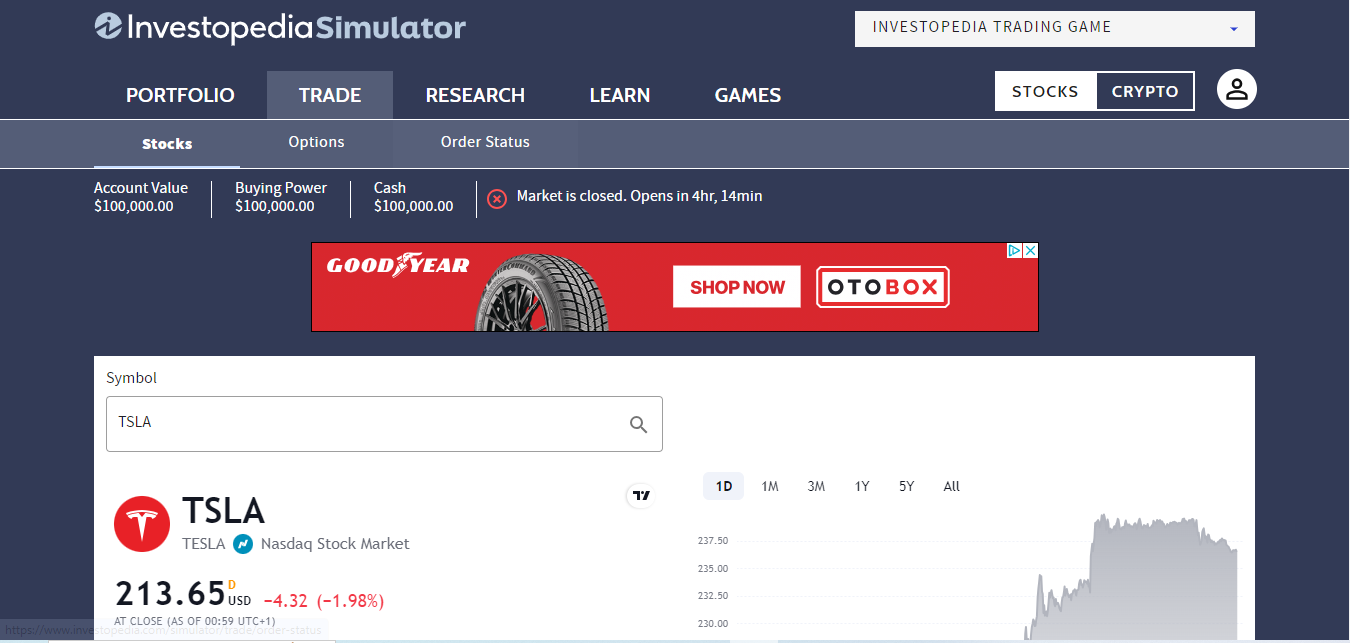 InvestopediaSimulator
INVESTOPEDIA TRADING GAME
PORTFOLIO TRADE RESEARCH LEARN GAMES STOCKS CRYPTO
Stocks Options Order Status
Account Value Buying Power Cash
$100,000.00 $100,000.00 $100,000.00
Market is closed. Opens in 4hr, 14min
GOODYEAR
SHOP NOW
OTOBOX
Symbol
TSLA
1D 1M 3M 1Y 5Y All
TSLA
TESLA Nasdaq Stock Market
213.65 D USD −4.32 (−1.98%)
AT CLOSE (AS OF 00:59 UTC+1)
237.50
235.00
232.50
230.00
https://www.investopedia.com/simulator/trade/order-status